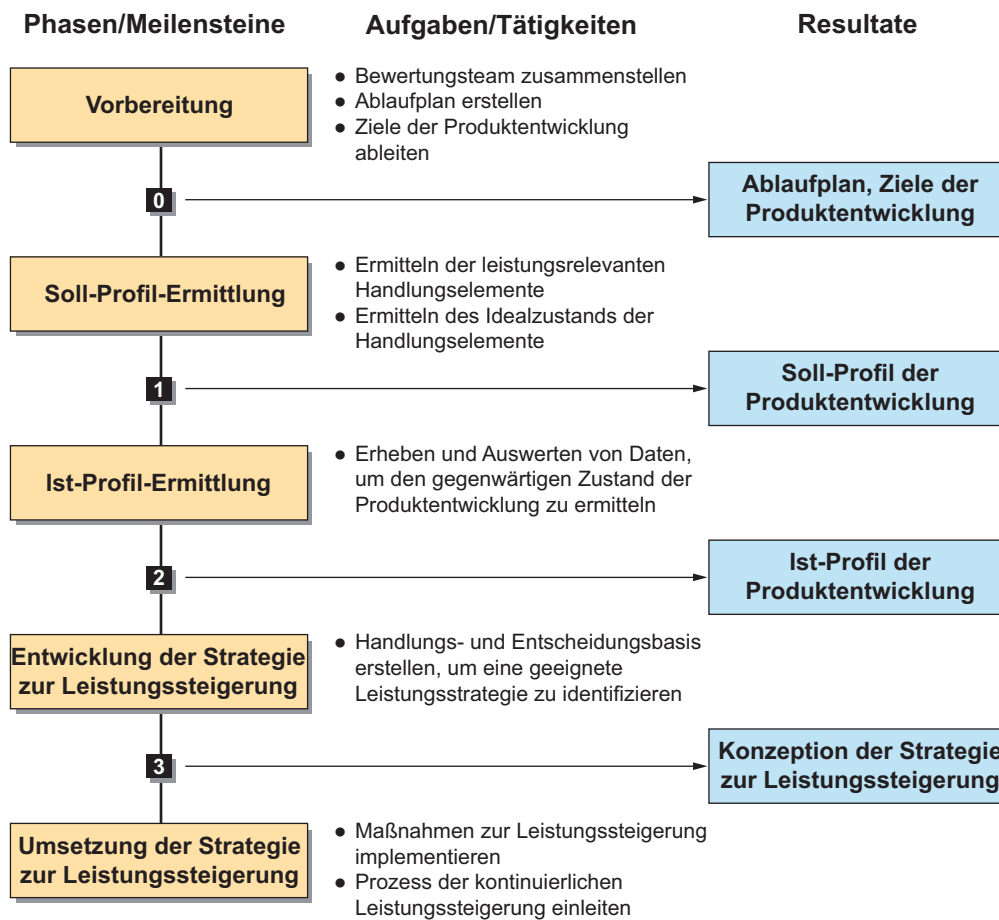 Phasen/Meilensteine
Aufgaben/Tätigkeiten
Resultate
Vorbereitung
● Bewertungsteam zusammenstellen
● Ablaufplan erstellen
● Ziele der Produktentwicklung
ableiten
0
Ablaufplan, Ziele der
Produktentwicklung
Soll-Profil-Ermittlung
● Ermitteln der leistungsrelevanten
Handlungselemente
● Ermitteln des Idealzustands der
Handlungselemente
1
Soll-Profil der
Produktentwicklung
Ist-Profil-Ermittlung
● Erheben und Auswerten von Daten,
um den gegenwärtigen Zustand der
Produktentwicklung zu ermitteln
2
Ist-Profil der
Produktentwicklung
Entwicklung der Strategie
zur Leistungssteigerung
● Handlungs- und Entscheidungsbasis
erstellen, um eine geeignete
Leistungsstrategie zu identifizieren
3
Konzeption der Strategie
zur Leistungssteigerung
Umsetzung der Strategie
zur Leistungssteigerung
● Maßnahmen zur Leistungssteigerung
implementieren
● Prozess der kontinuierlichen
Leistungssteigerung einleiten